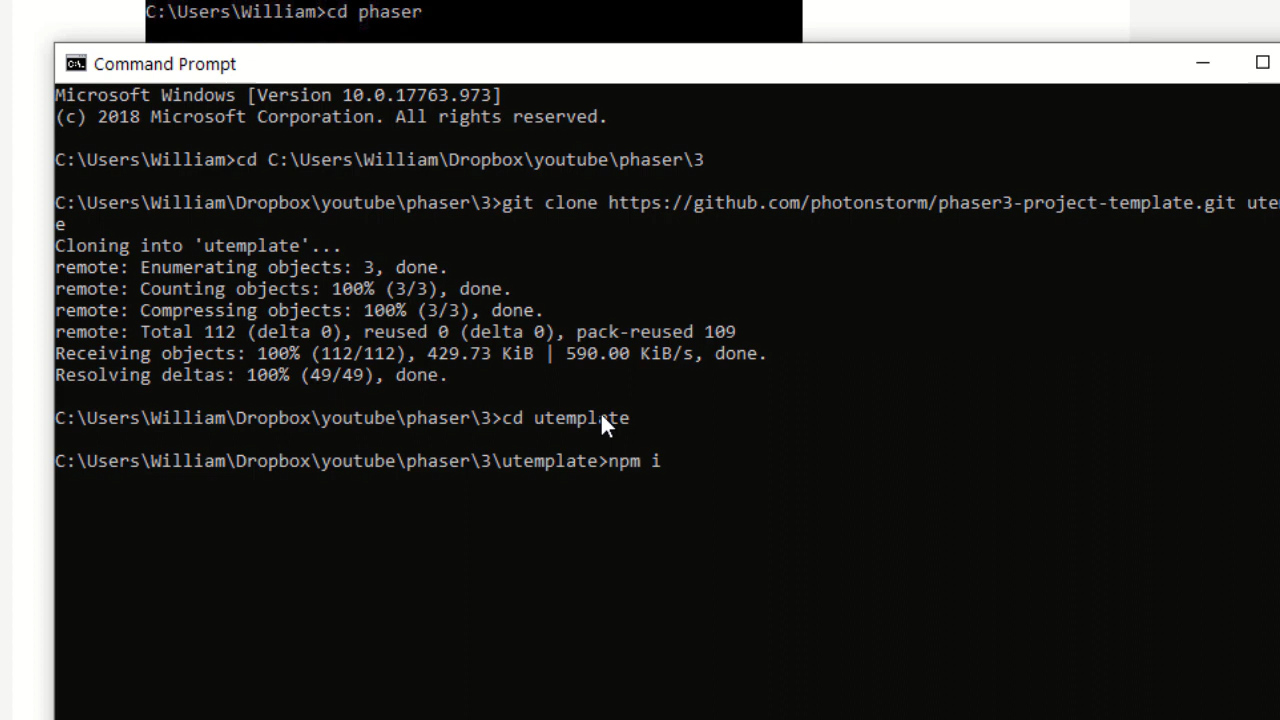 C:\Users\William>cd phaser
Command Prompt
Microsoft Windows [Version 10.0.17763.973]
(c) 2018 Microsoft Corporation. All rights reserved.
C:\Users\William>cd C:\Users\William\Dropbox\youtube\phaser\3
C:\Users\William\Dropbox\youtube\phaser\3>git clone https://github.com/photonstorm/phaser3-project-template.git ute
e
Cloning into 'utemplate'...
remote: Enumerating objects: 3, done.
remote: Counting objects: 100% (3/3), done.
remote: Compressing objects: 100% (3/3), done.
remote: Total 112 (delta 0), reused 0 (delta 0), pack-reused 109
Receiving objects: 100% (112/112), 429.73 KiB | 590.00 KiB/s, done.
Resolving deltas: 100% (49/49), done.
C:\Users\William\Dropbox\youtube\phaser\3>cd utemplate
C:\Users\William\Dropbox\youtube\phaser\3\utemplate>npm i